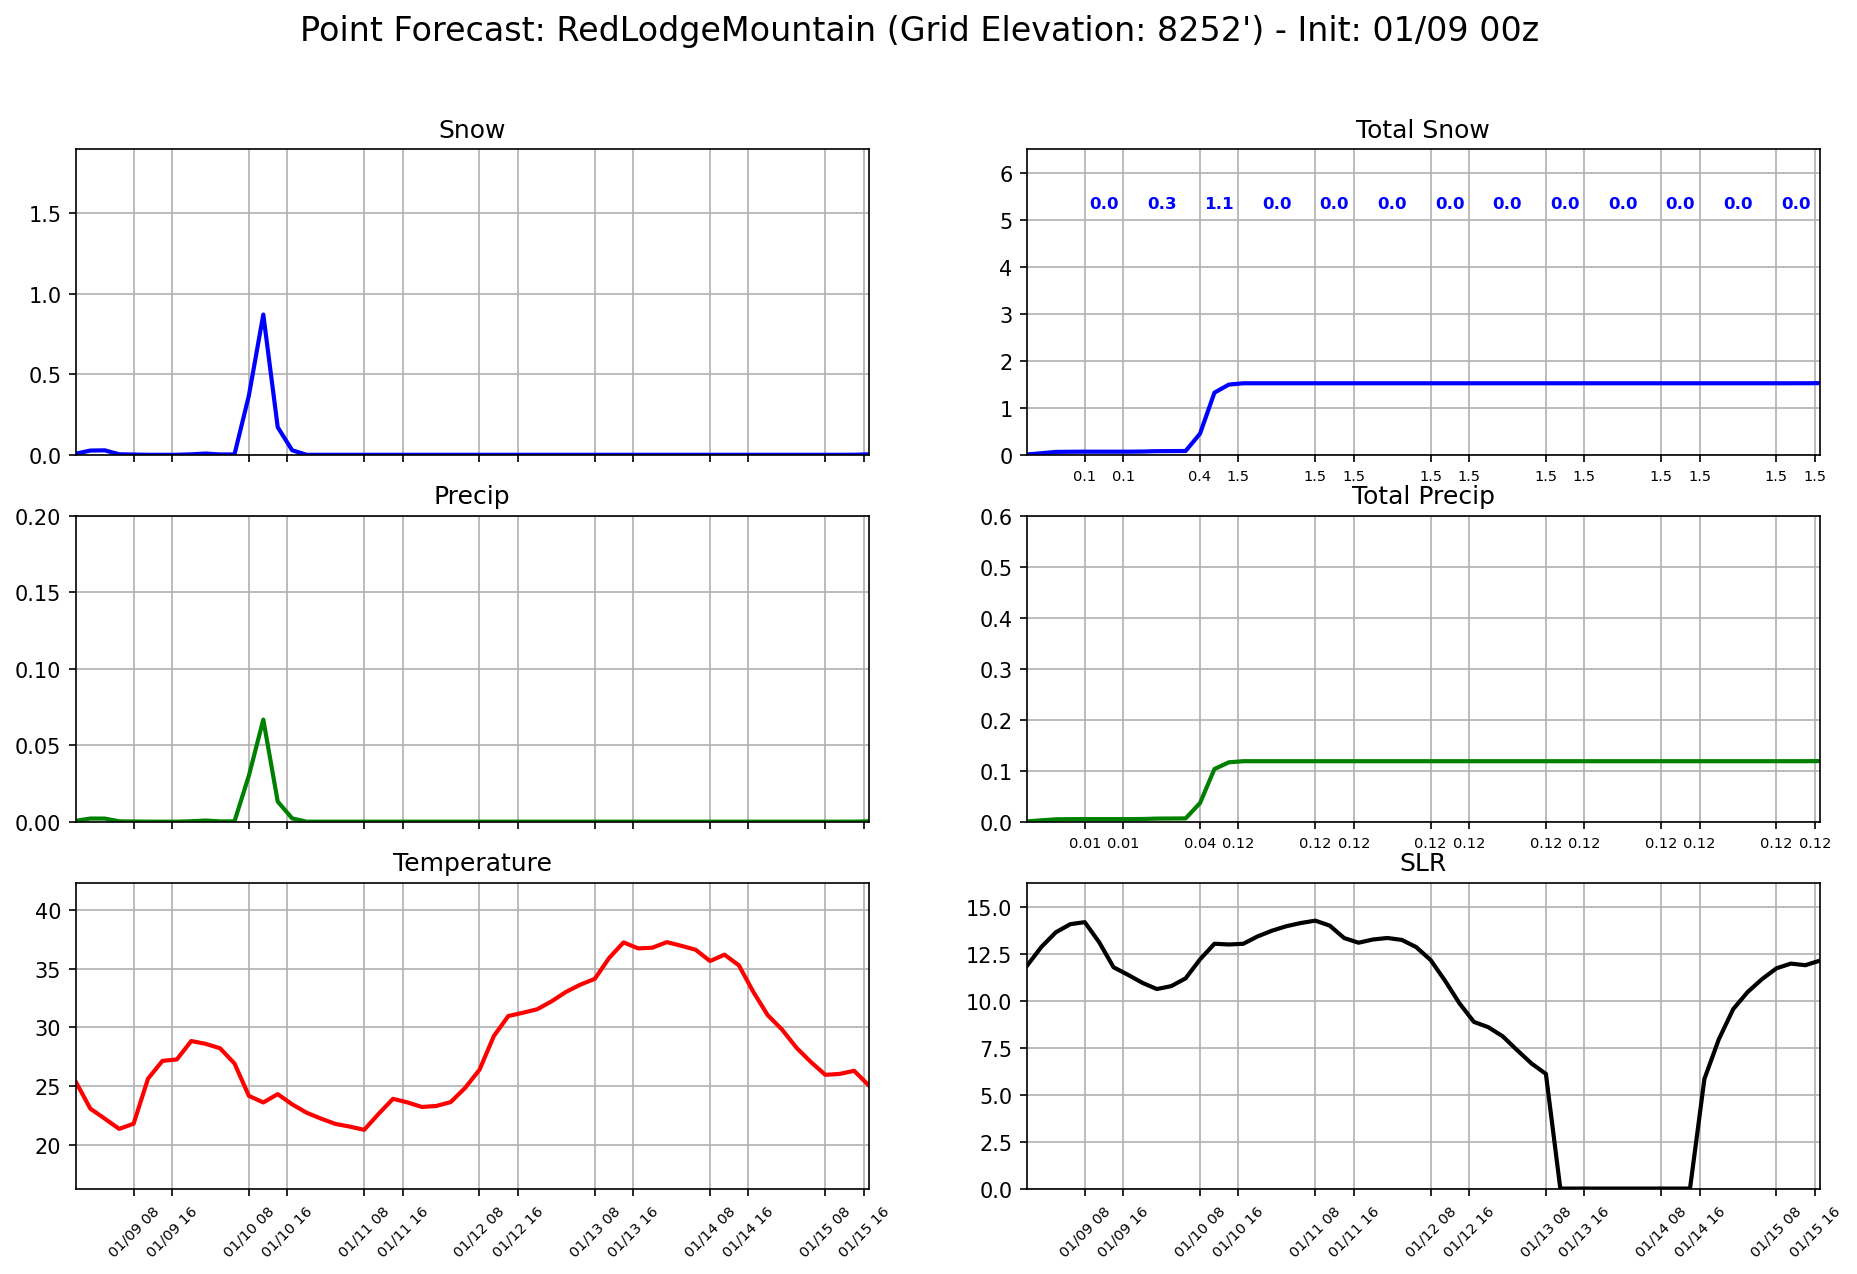 Point Forecast: RedLodgeMountain (Grid Elevation: 8252') - Init: 01/09 00z
Snow
1.5
1.0
0.5
0.0
Total Snow
6
5
4
3
2
1
0
0.0 0.3 1.1 0.0 0.0 0.0 0.0 0.0 0.0 0.0 0.0 0.0 0.0
0.1 0.1 0.4 1.5 1.5 1.5 1.5 1.5 1.5 1.5 1.5 1.5 1.5 1.5
Precip
0.20
0.15
0.10
0.05
0.00
Total Precip
0.6
0.5
0.4
0.3
0.2
0.1
0.0
0.01 0.01 0.04 0.12 0.12 0.12 0.12 0.12 0.12 0.12 0.12 0.12 0.12 0.12
Temperature
40
35
30
25
20
01/09 08 01/09 16 01/10 08 01/10 16 01/11 08 01/11 16 01/12 08 01/12 16 01/13 08 01/13 16 01/14 08 01/14 16 01/15 08 01/15 16
SLR
15.0
12.5
10.0
7.5
5.0
2.5
0.0
01/09 08 01/09 16 01/10 08 01/10 16 01/11 08 01/11 16 01/12 08 01/12 16 01/13 08 01/13 16 01/14 08 01/14 16 01/15 08 01/15 16